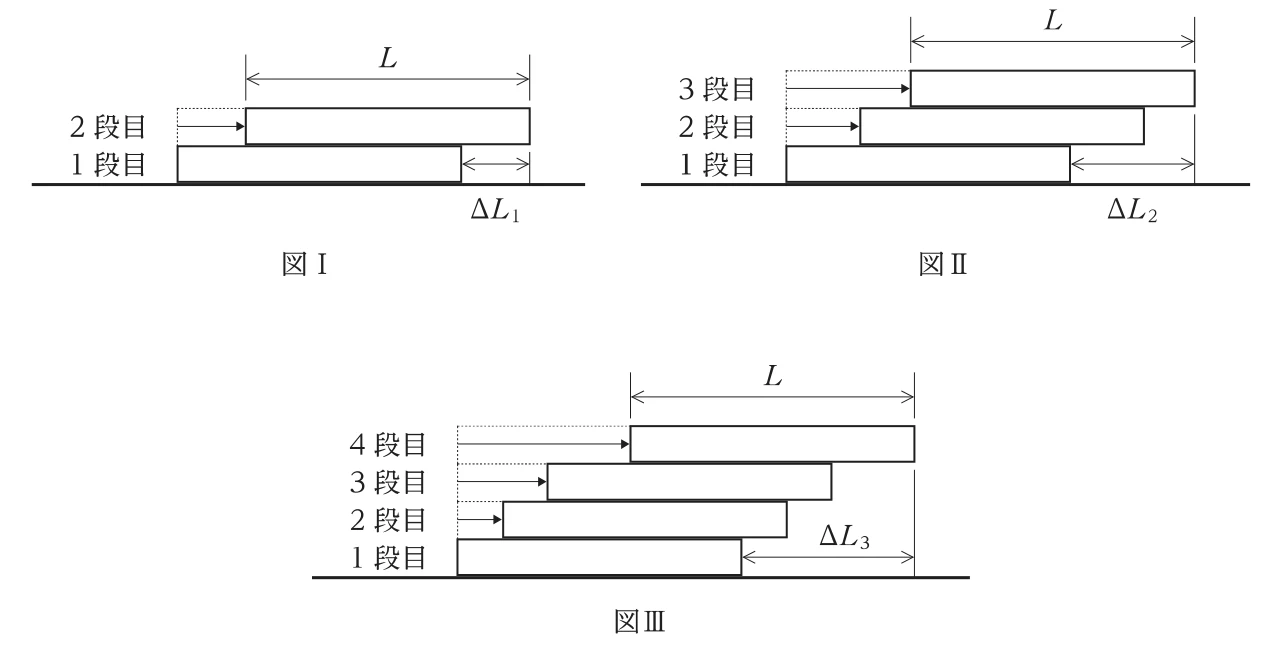 L
2 段目
1 段目
ΔL₁
図Ⅰ
L
3 段目
2 段目
1 段目
ΔL₂
図Ⅱ
L
4 段目
3 段目
2 段目
1 段目
ΔL₃
図Ⅲ